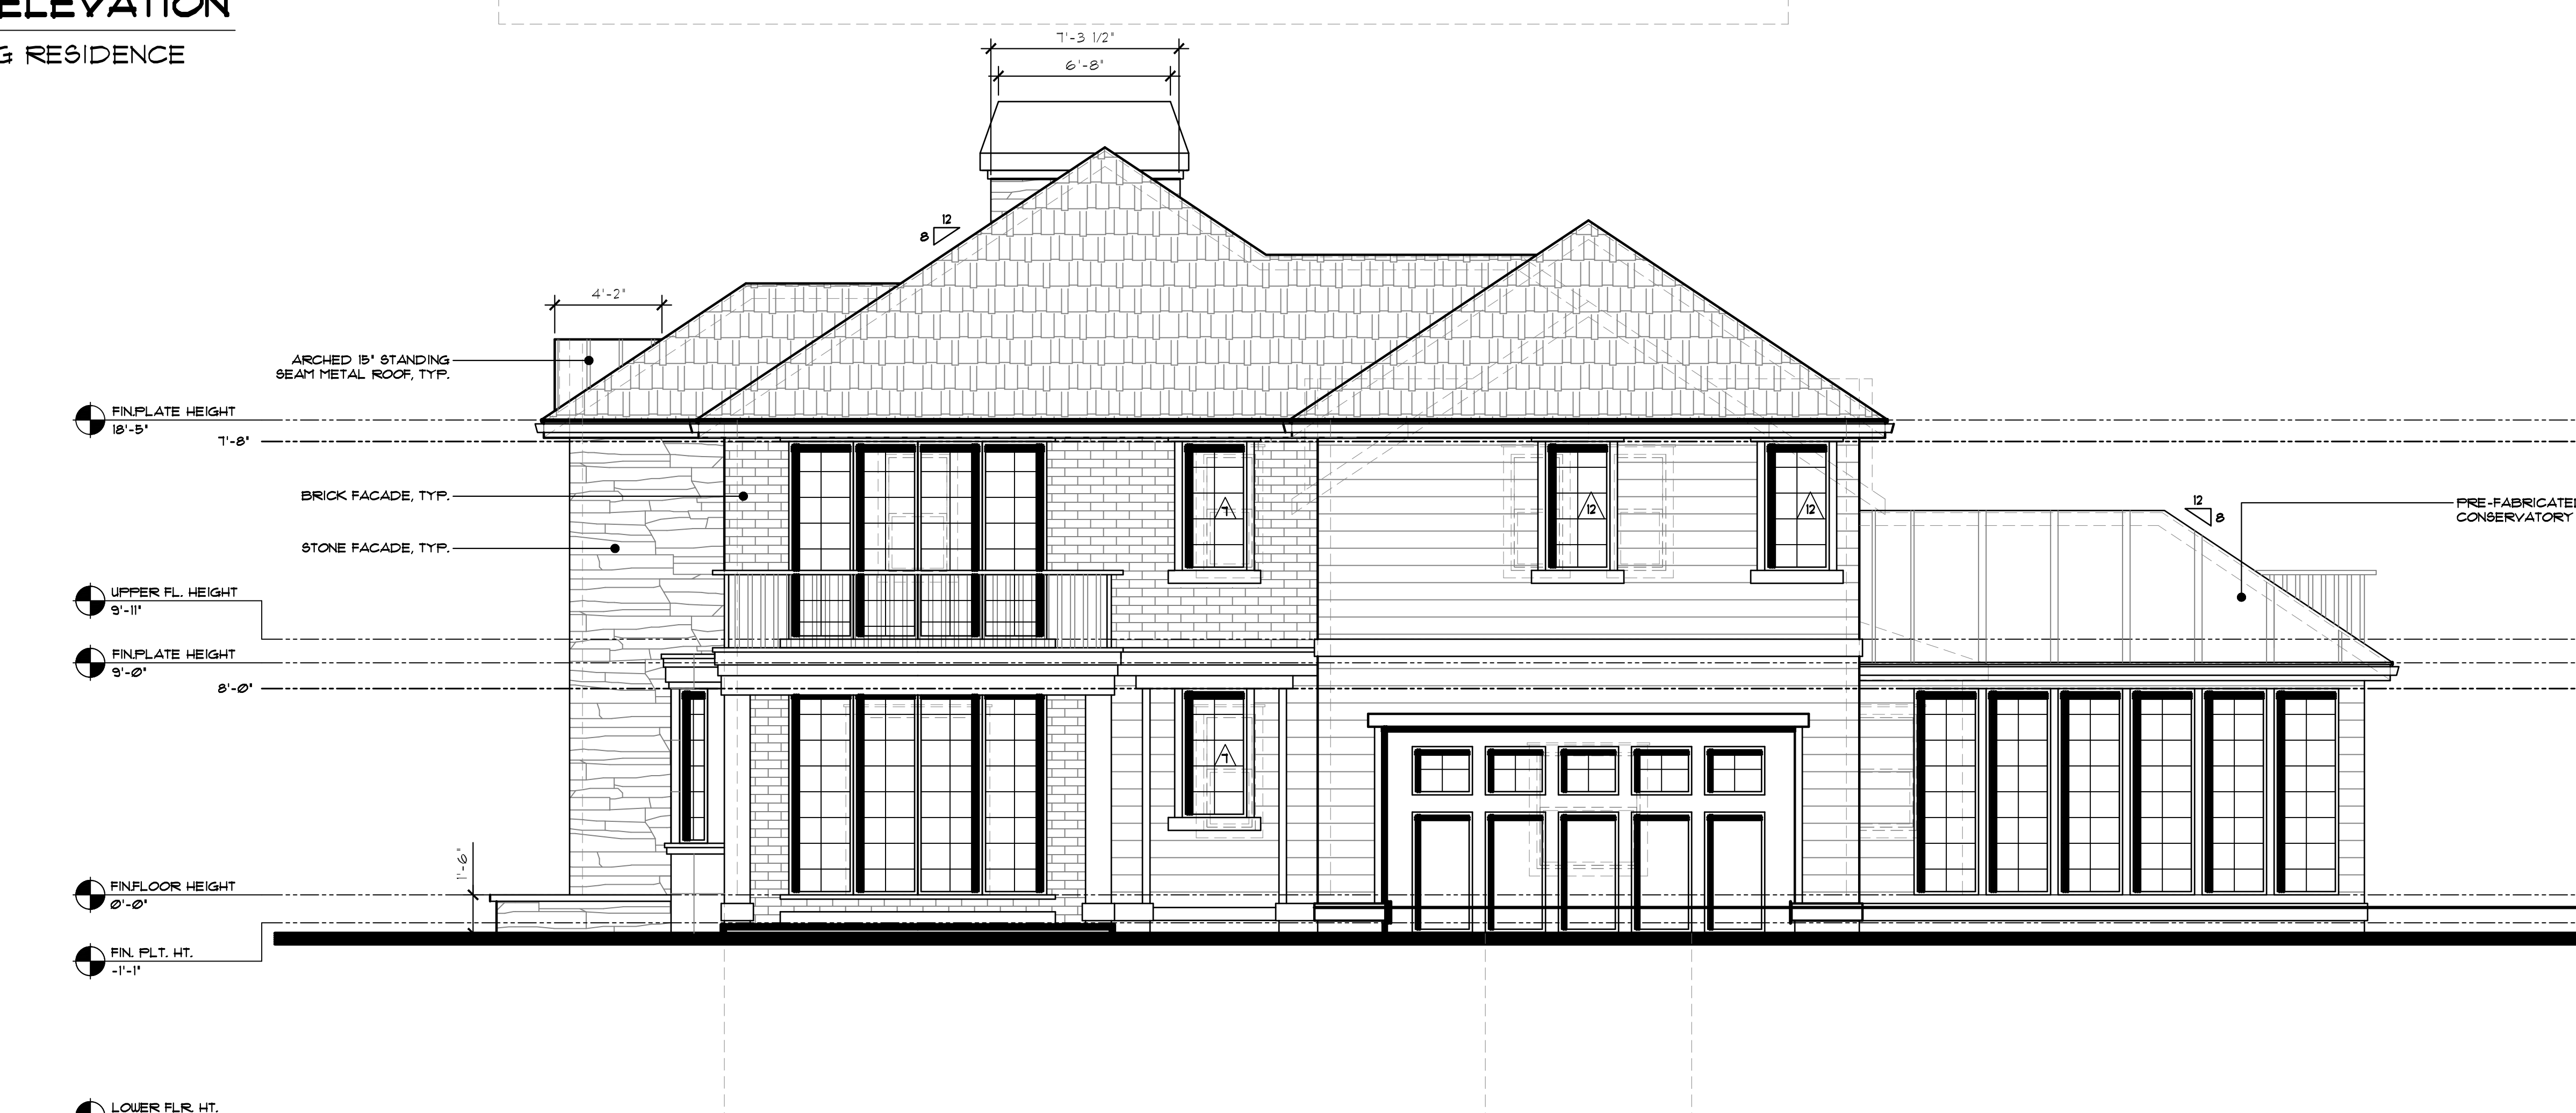 ELEVATION
G RESIDENCE
7'-3 1/2"
6'-8"
12
8
4'-2"
ARCHED 15" STANDING
SEAM METAL ROOF, TYP.
FIN.PLATE HEIGHT
18'-5"
7'-8"
BRICK FACADE, TYP.
STONE FACADE, TYP.
7
12
12
12
8
PRE-FABRICATED
CONSERVATORY
UPPER FL. HEIGHT
9'-11"
FIN.PLATE HEIGHT
9'-0"
8'-0"
7
1'-6"
FIN.FLOOR HEIGHT
0'-0"
FIN. PLT. HT.
-1'-1"
LOWER FLR. HT.